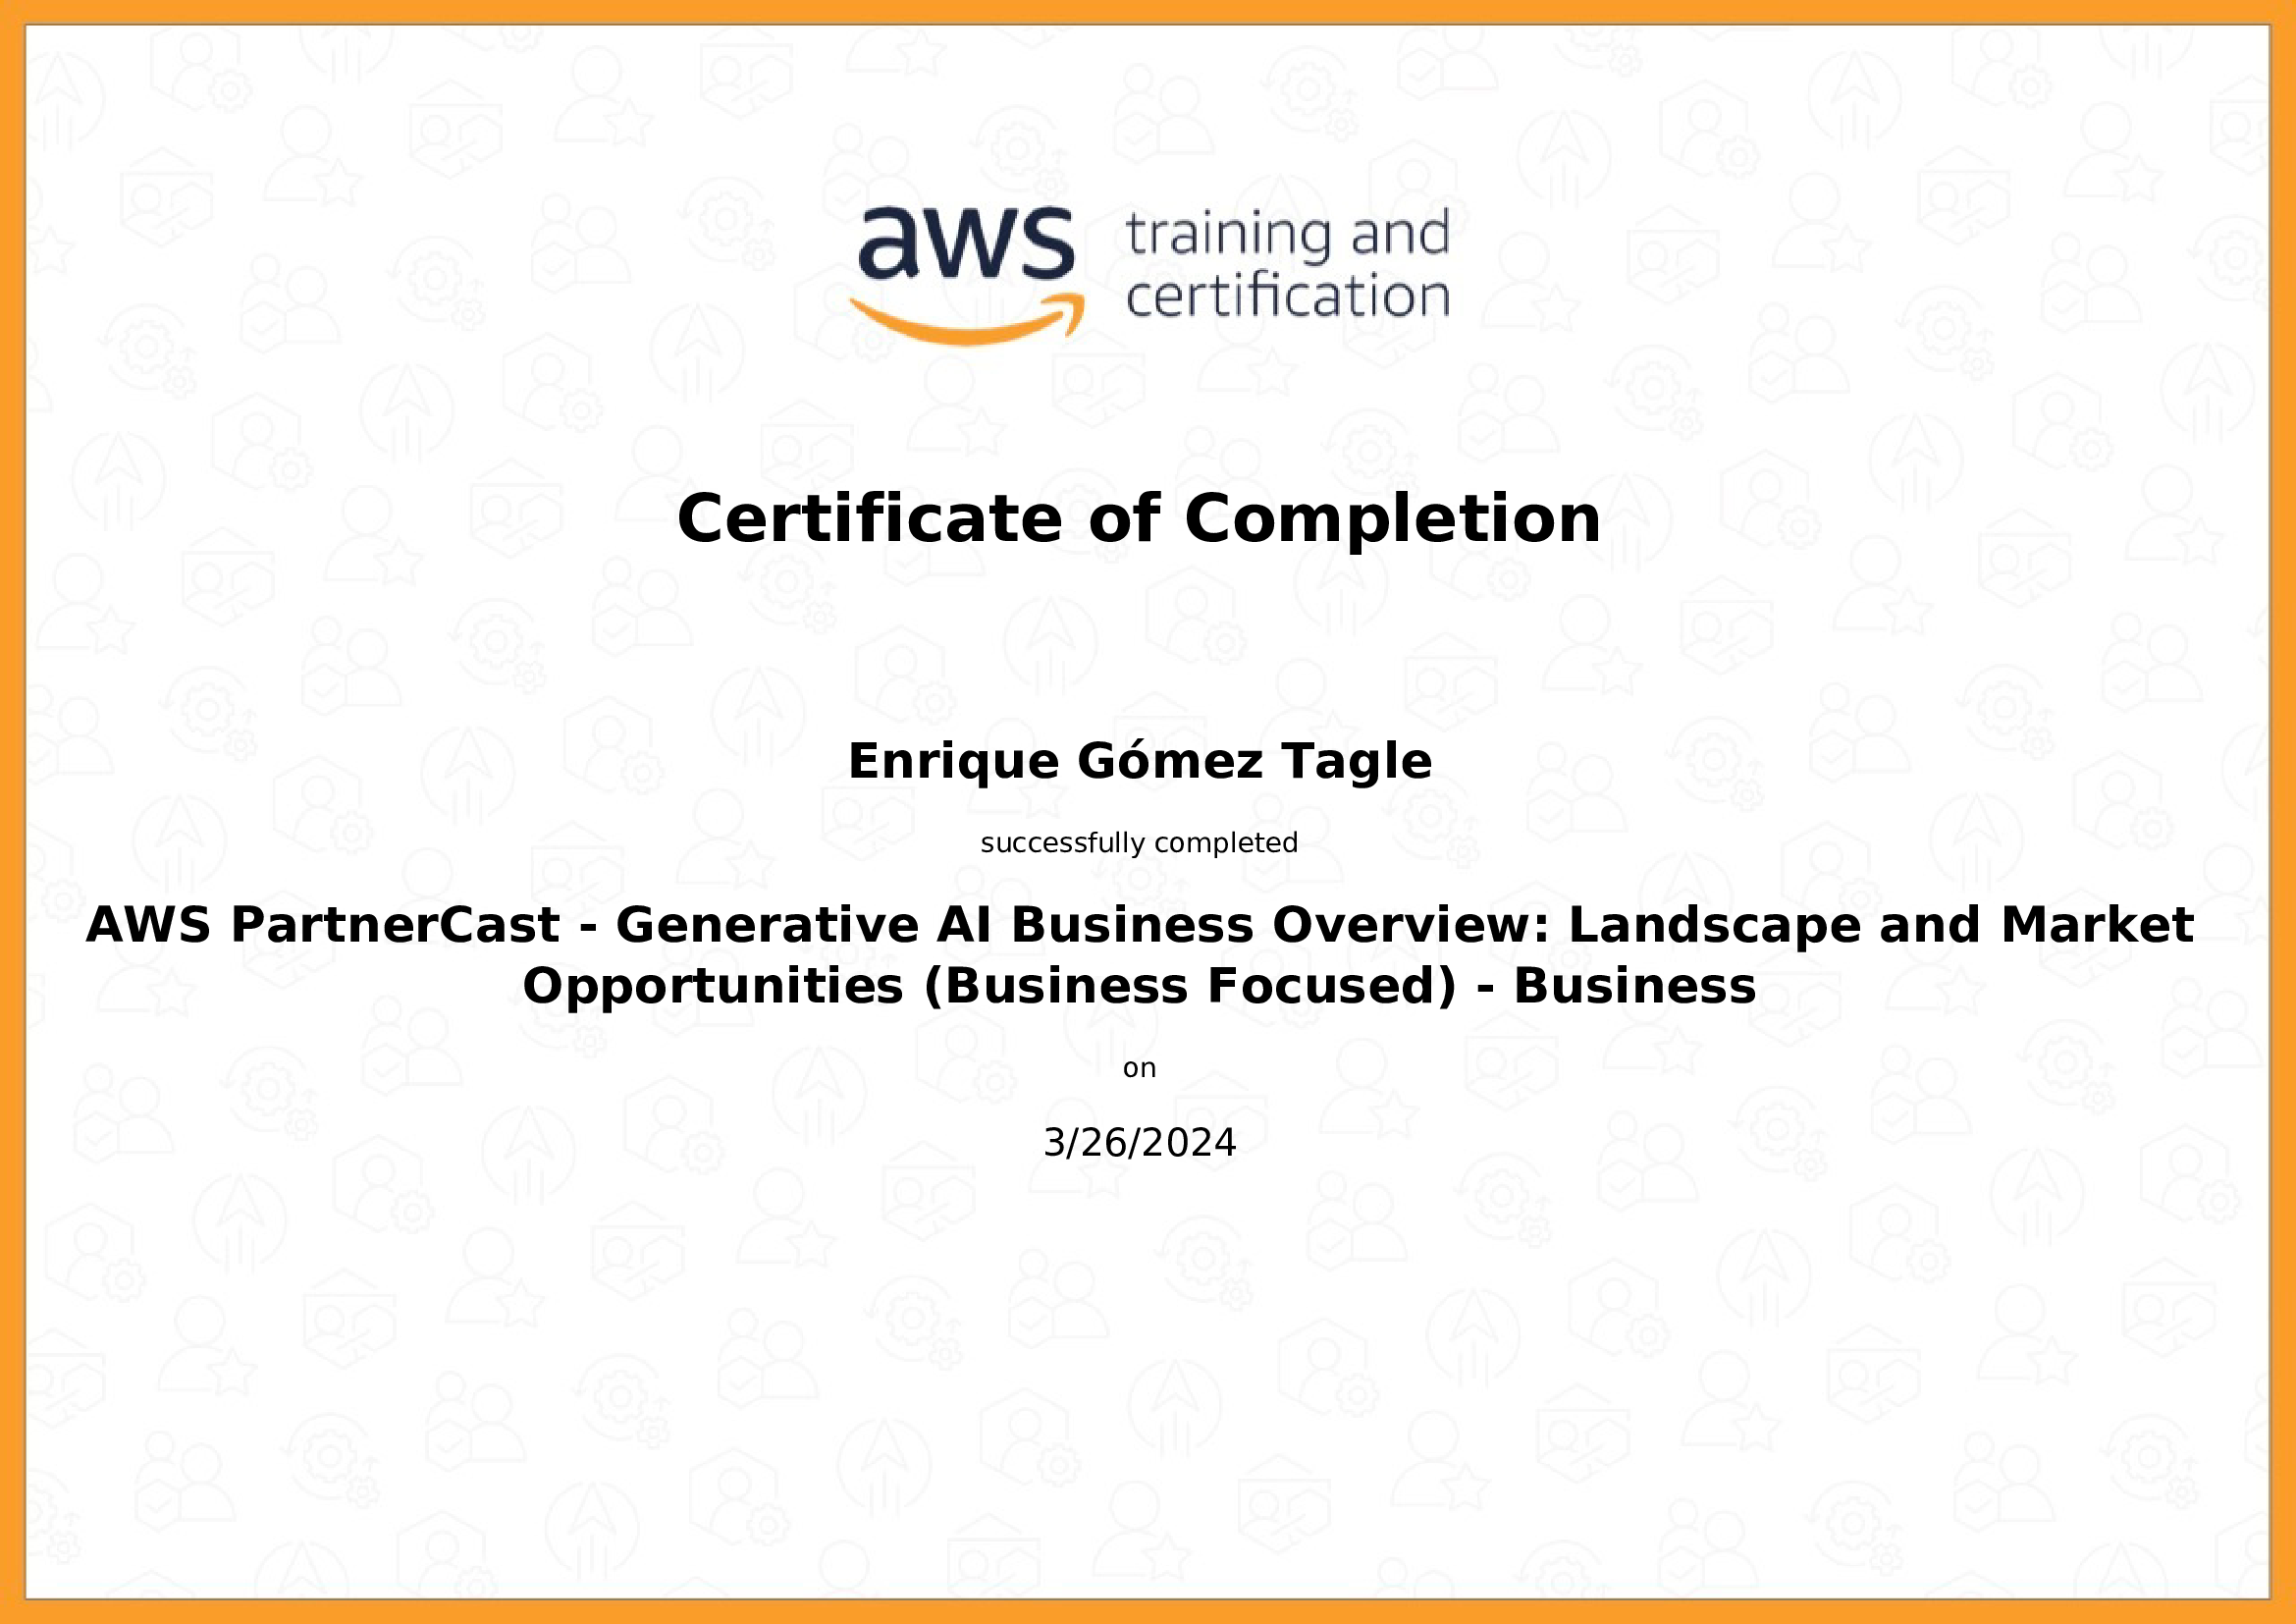 aws training and
certification
Certificate of Completion
Enrique Gómez Tagle
successfully completed
AWS PartnerCast - Generative AI Business Overview: Landscape and Market
Opportunities (Business Focused) - Business
on
3/26/2024